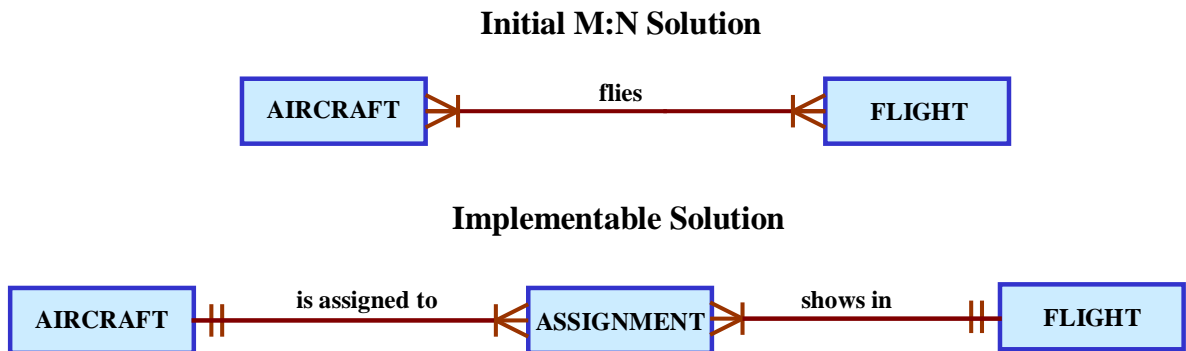 Initial M:N Solution
AIRCRAFT
flies
FLIGHT
Implementable Solution
AIRCRAFT
is assigned to
ASSIGNMENT
shows in
FLIGHT